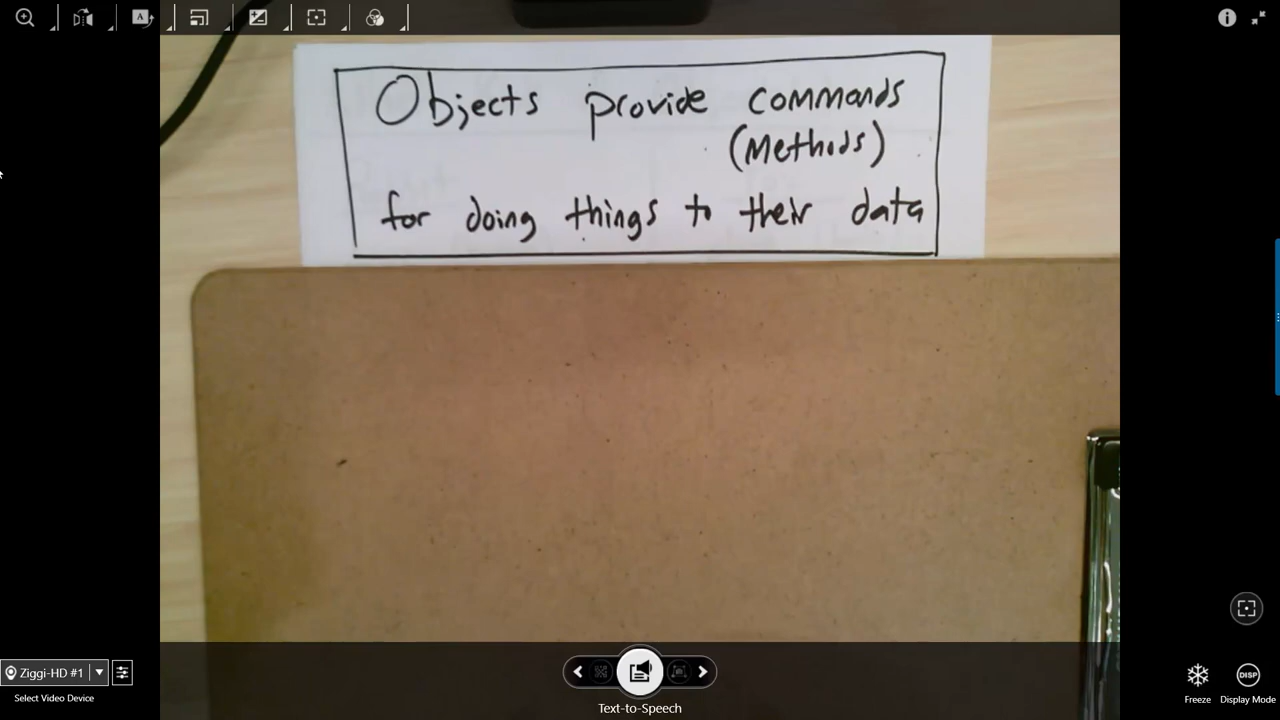 Objects provide commands
(Methods)
for doing things to their data
Ziggi-HD #1
Select Video Device
Text-to-Speech
Freeze
DISP
Display Mode